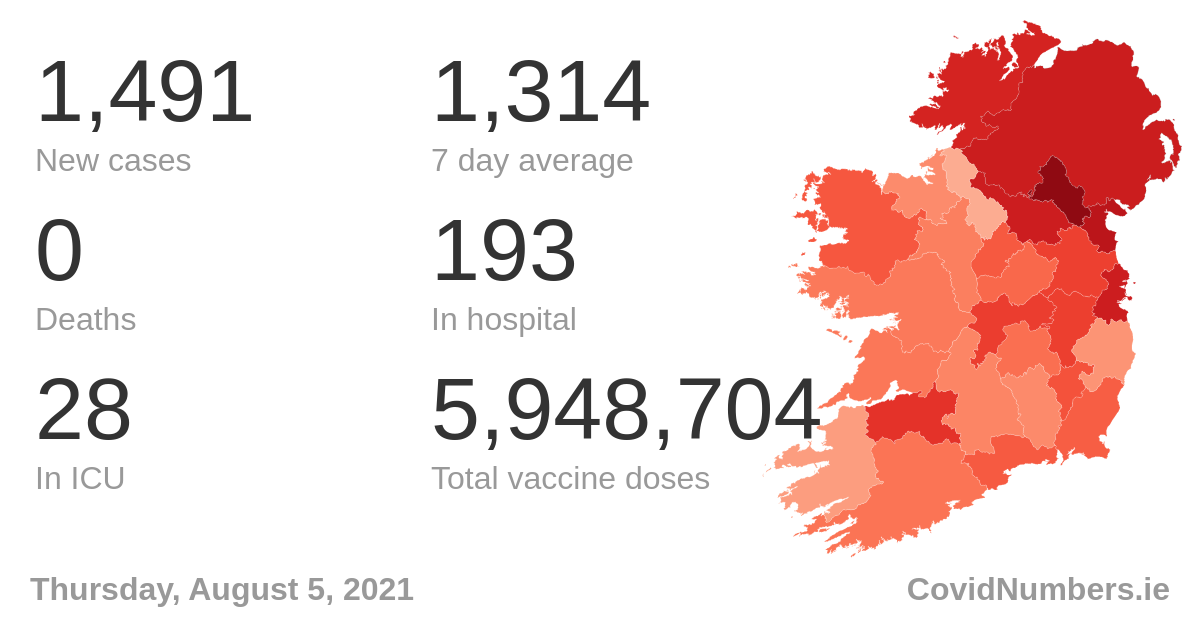 1,491
New cases
1,314
7 day average
0
Deaths
193
In hospital
28
In ICU
5,948,704
Total vaccine doses
Thursday, August 5, 2021
CovidNumbers.ie